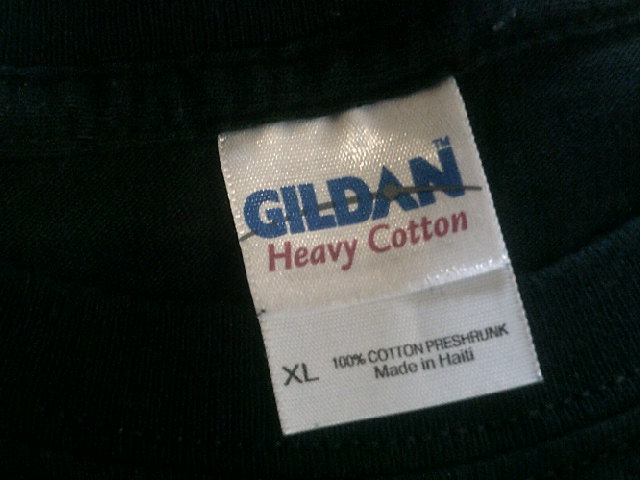 GILDAN™
Heavy Cotton
XL 100% COTTON PRESHRUNK
Made in Haiti